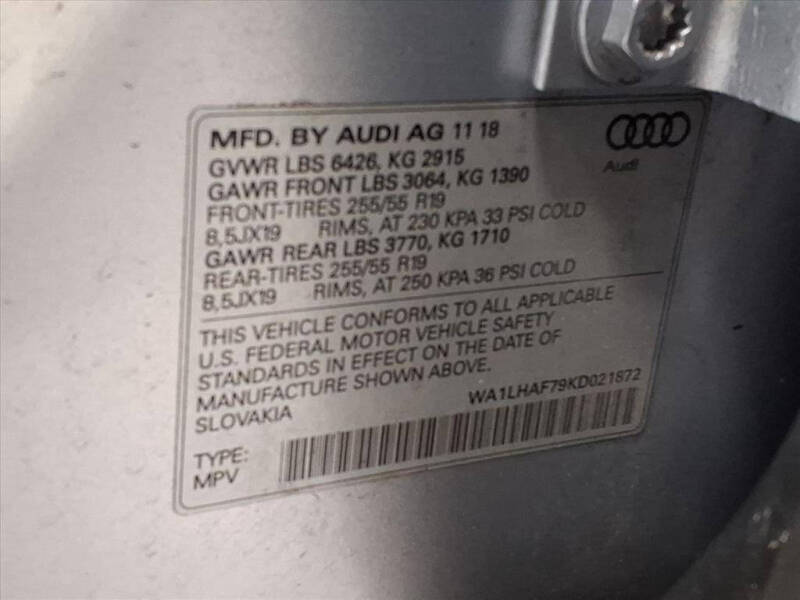 MFD. BY AUDI AG 11 18
GVWR LBS 6426, KG 2915
GAWR FRONT LBS 3064, KG 1390
FRONT-TIRES 255/55 R19
8,5JX19 RIMS, AT 230 KPA 33 PSI COLD
GAWR REAR LBS 3770, KG 1710
REAR-TIRES 255/55 R19
8,5JX19 RIMS, AT 250 KPA 36 PSI COLD
Audi
THIS VEHICLE CONFORMS TO ALL APPLICABLE
U.S. FEDERAL MOTOR VEHICLE SAFETY
STANDARDS IN EFFECT ON THE DATE OF
MANUFACTURE SHOWN ABOVE.
SLOVAKIA
WA1LHAF79KD021872
TYPE:
MPV